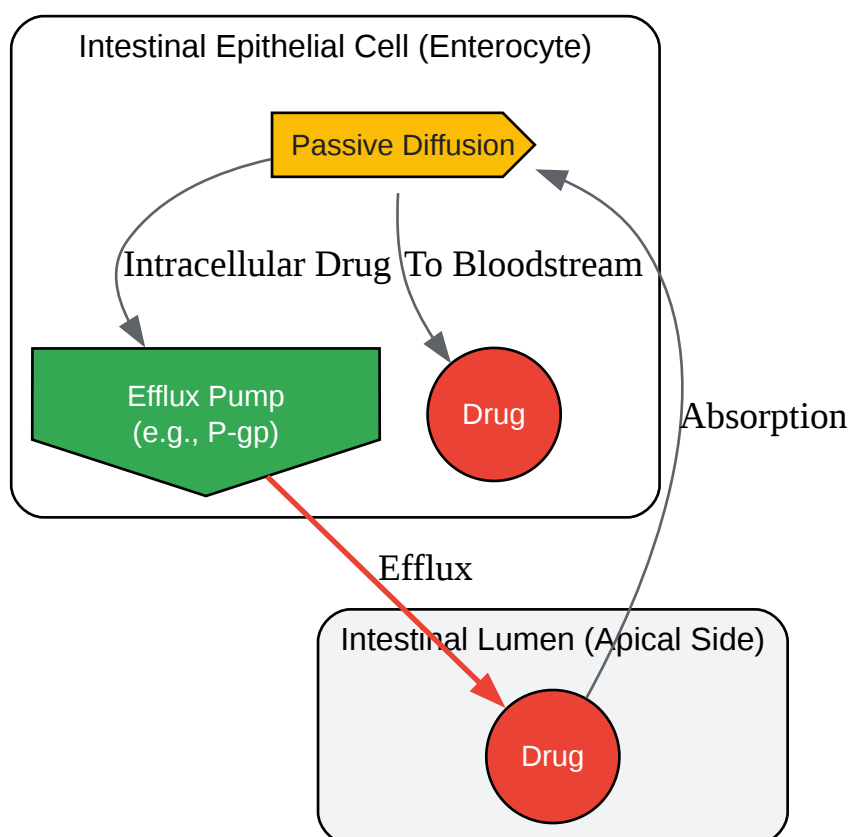 Intestinal Epithelial Cell (Enterocyte)
Passive Diffusion
Intracellular Drug
To Bloodstream
Efflux Pump
(e.g., P-gp)
Drug
Absorption
Efflux
Intestinal Lumen (Apical Side)
Drug